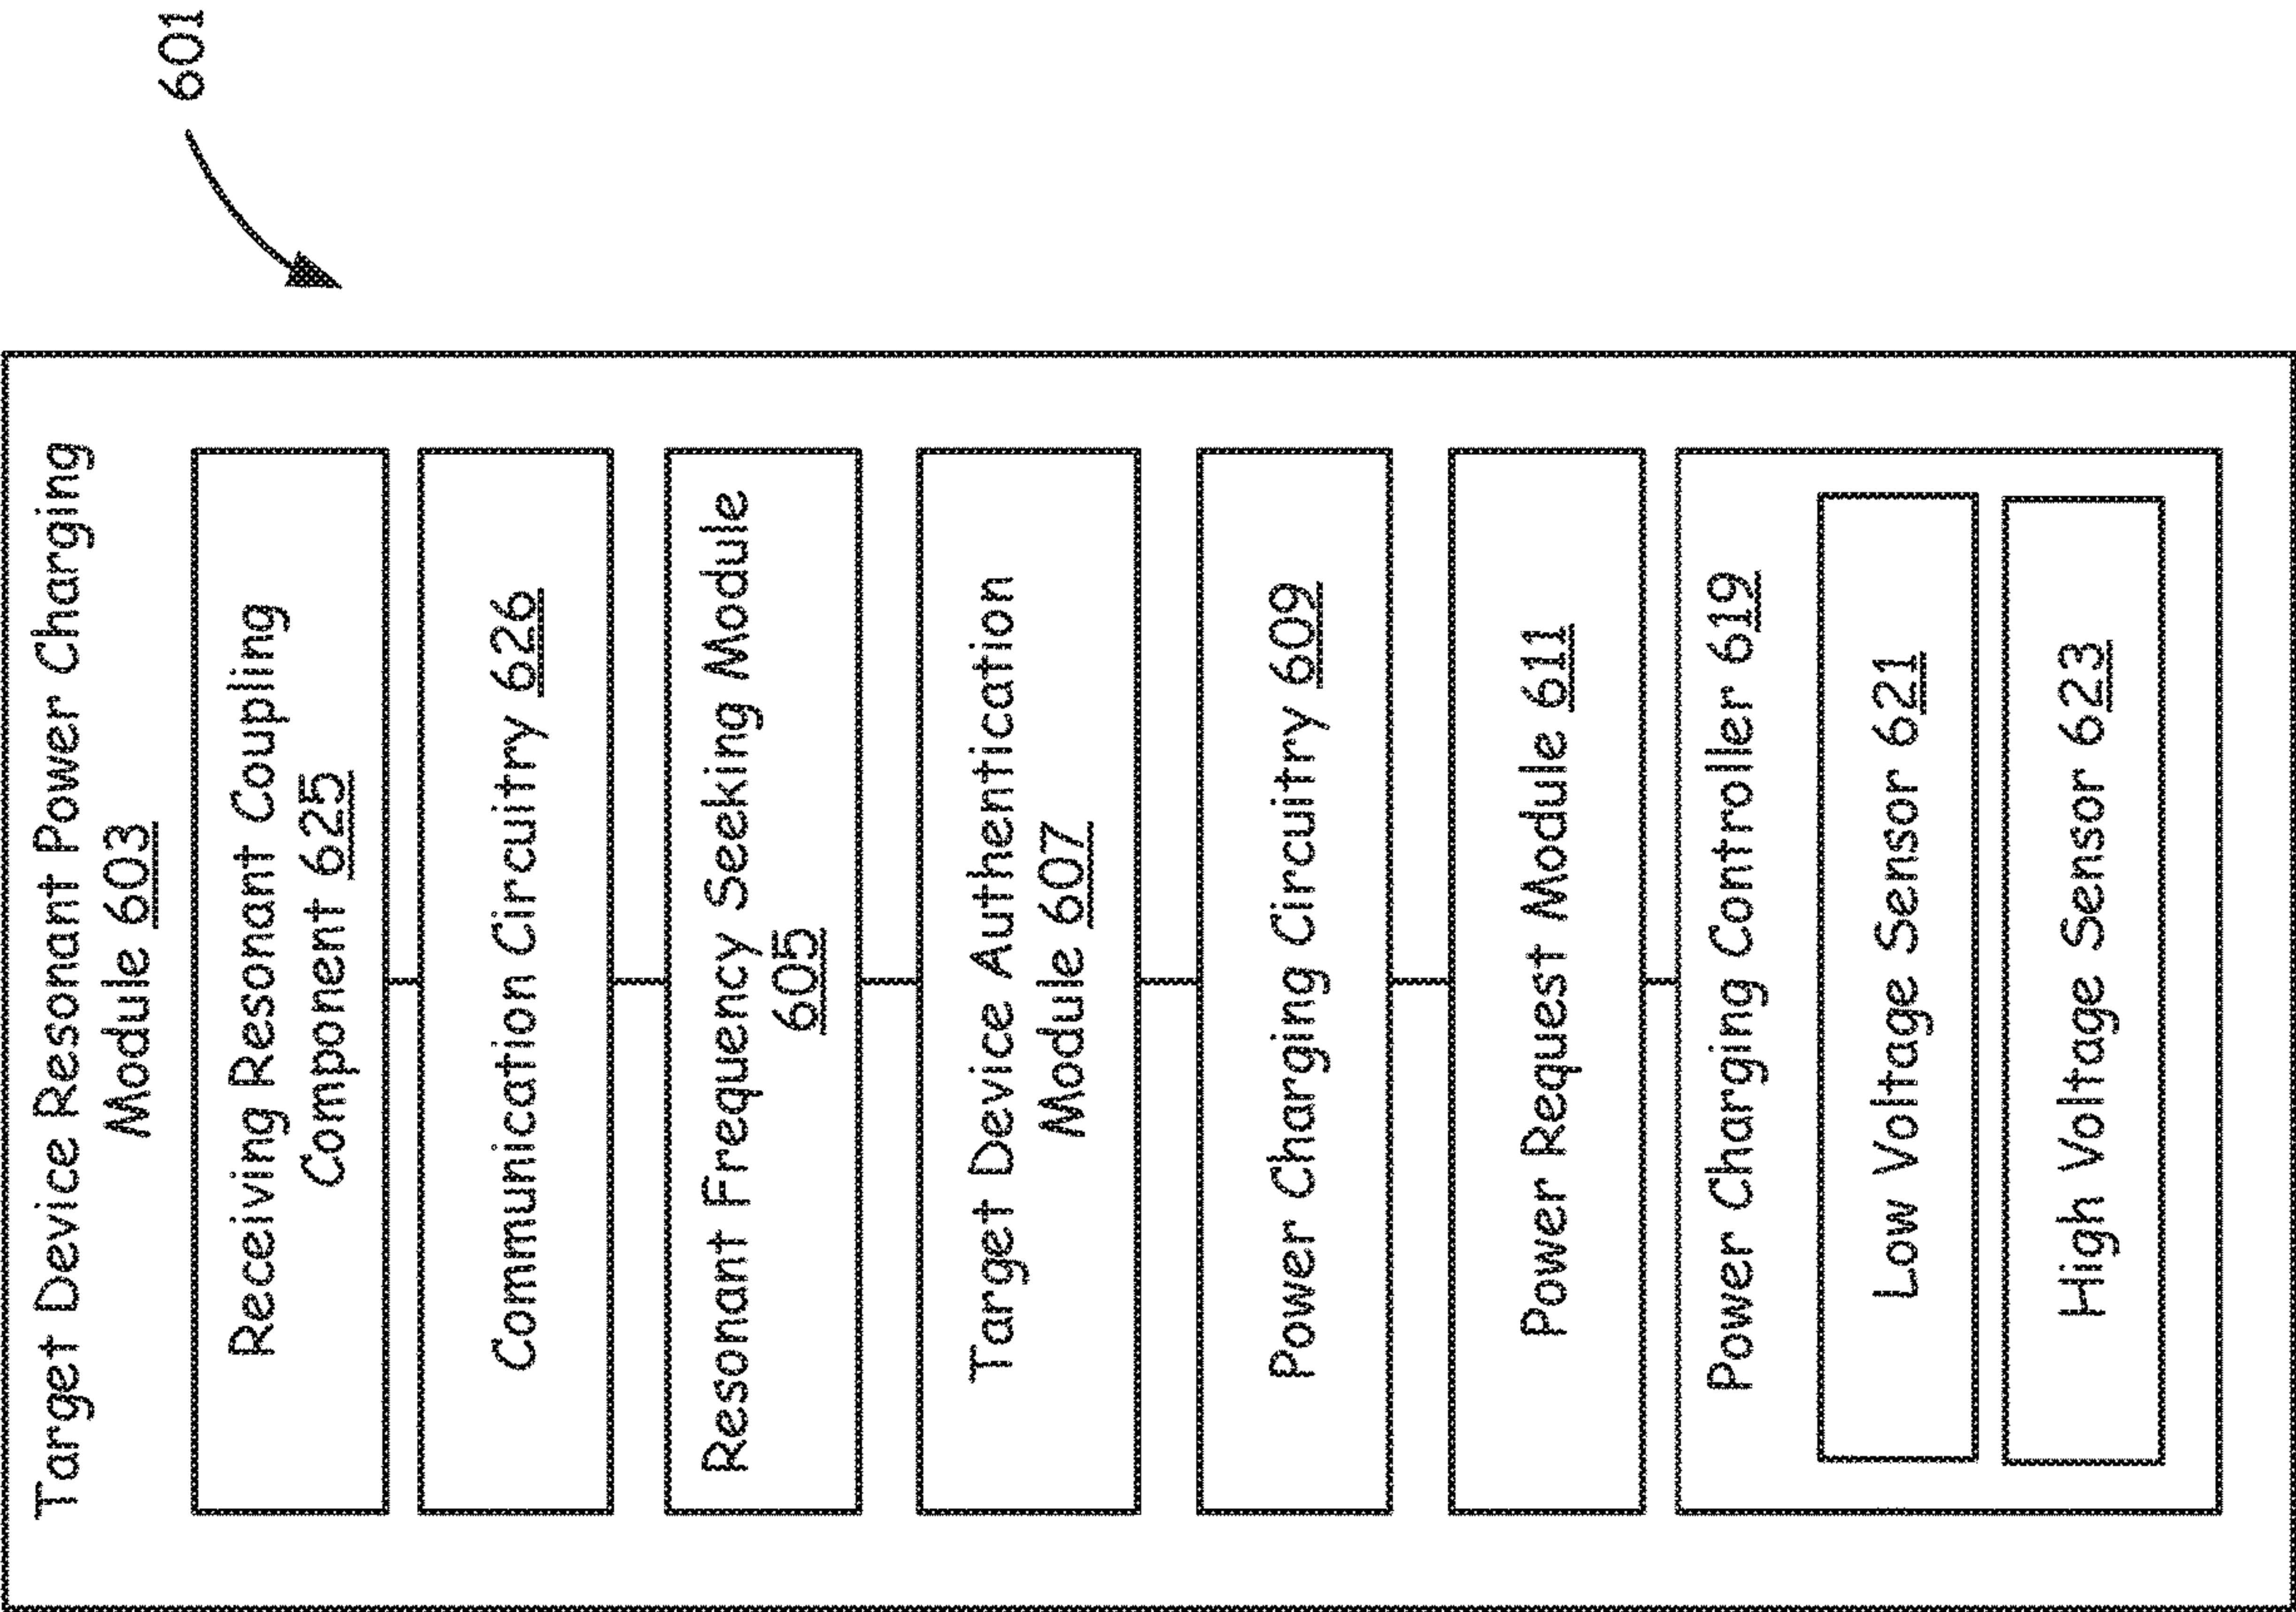 601
Target Device Resonant Power Charging
Module 603
Receiving Resonant Coupling
Component 625
Communication Circuitry 626
Resonant Frequency Seeking Module
605
Target Device Authentication
Module 607
Power Charging Circuitry 609
Power Request Module 611
Power Charging Controller 619
Low Voltage Sensor 621
High Voltage Sensor 623